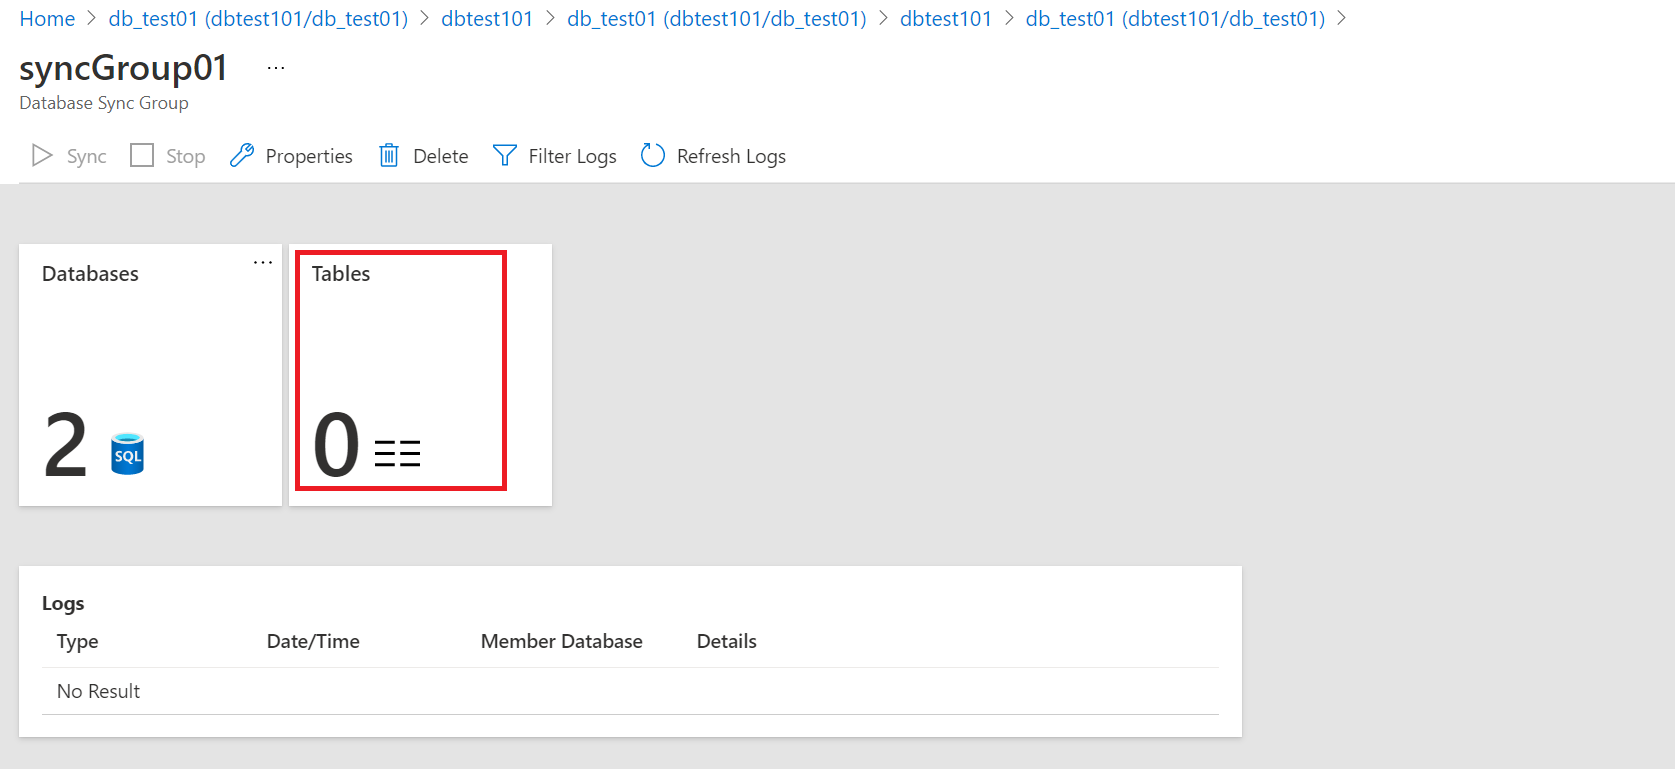 Home > db_test01 (dbtest101/db_test01) > dbtest101 > db_test01 (dbtest101/db_test01) > dbtest101 > db_test01 (dbtest101/db_test01) >
syncGroup01 ...
Database Sync Group
Sync Stop Properties Delete Filter Logs Refresh Logs
Databases ...
2 SQL
Tables
0
Logs
Type Date/Time Member Database Details
No Result